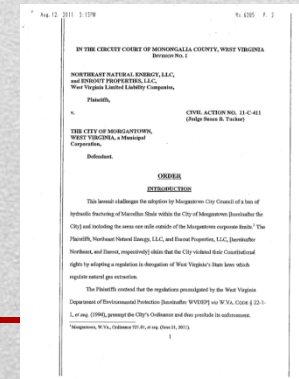 Aug. 12. 2011 3:15PM No. 6205 P. 2
IN THE CIRCUIT COURT OF MONONGALIA COUNTY, WEST VIRGINIA
DIVISION NO. 1
NORTHEAST NATURAL ENERGY, LLC,
and ENROUT PROPERTIES, LLC,
West Virginia Limited Liability Companies,
Plaintiffs,
v. CIVIL ACTION NO. 11-C-411
(Judge Susan B. Tucker)
THE CITY OF MORGANTOWN,
WEST VIRGINIA, a Municipal
Corporation,
Defendant.
ORDER
INTRODUCTION
This lawsuit challenges the adoption by Morgantown City Council of a ban of
hydraulic fracturing of Marcellus Shale within the City of Morgantown [hereinafter the
City] and including the area one mile outside of the Morgantown corporate limits.¹ The
Plaintiffs, Northeast Natural Energy, LLC, and Enrout Properties, LLC, [hereinafter
Northeast, and Enrout, respectively] claim that the City violated their Constitutional
rights by adopting a regulation in derogation of West Virginia's State laws which
regulate natural gas extraction.
The Plaintiffs contend that the regulations promulgated by the West Virginia
Department of Environmental Protection [hereinafter WVDEP] via W.VA. CODE § 22-1-
1, et seq. (1994), preempt the City's Ordinance and thus preclude its enforcement.
¹Morgantown, W.Va., Ordinance 721.01, et seq. (June 21, 2011).
1